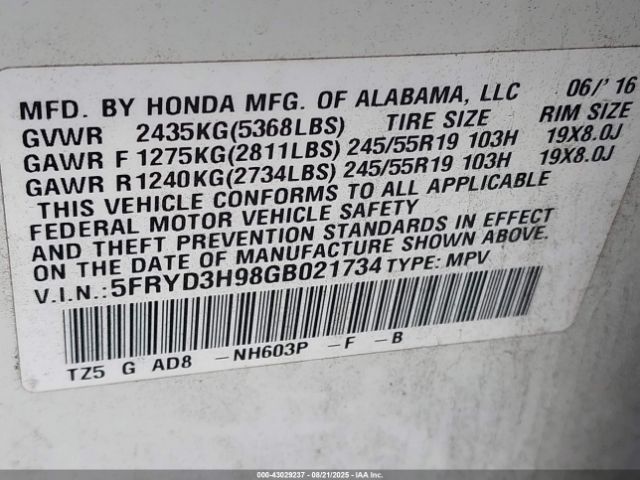 MFD. BY HONDA MFG. OF ALABAMA, LLC 06/'16
GVWR 2435KG(5368LBS) TIRE SIZE RIM SIZE
GAWR F1275KG(2811LBS) 245/55R19 103H 19X8.0J
GAWR R1240KG(2734LBS) 245/55R19 103H 19X8.0J
THIS VEHICLE CONFORMS TO ALL APPLICABLE
FEDERAL MOTOR VEHICLE SAFETY
AND THEFT PREVENTION STANDARDS IN EFFECT
ON THE DATE OF MANUFACTURE SHOWN ABOVE.
V.I.N.:5FRYD3H98GB021734 TYPE: MPV
TZ5 G AD8 -NH603P -F -B
000-43029237 - 08/21/2025 - IAAI.com